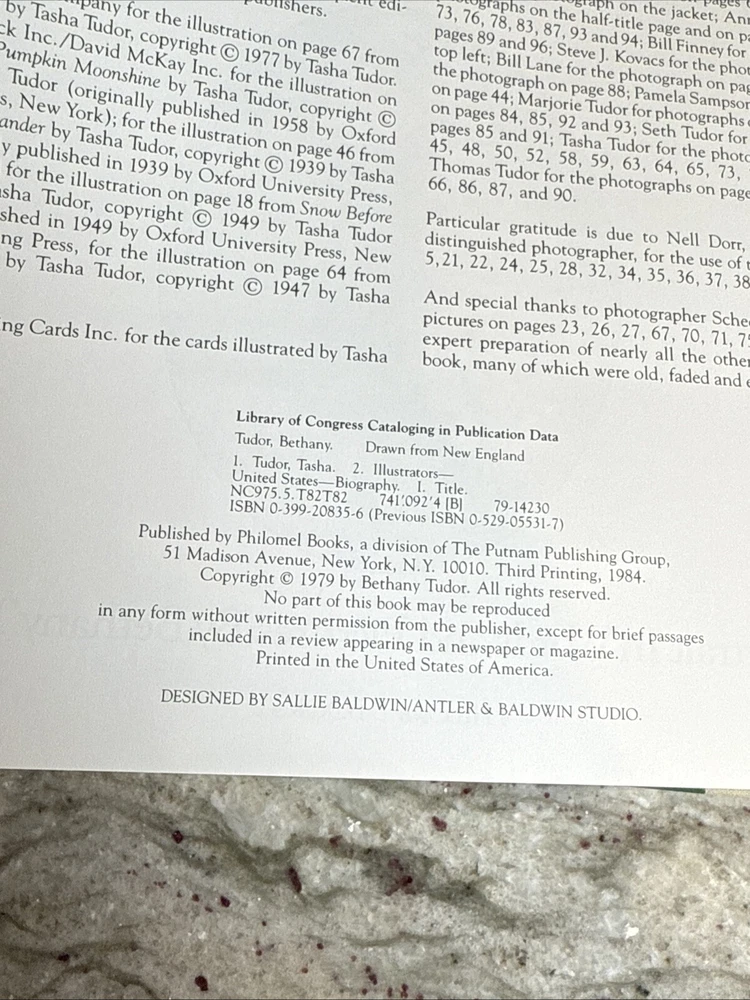 ublishers.
mpany for the illustration on page 67 from
by Tasha Tudor, copyright © 1977 by Tasha Tudor.
ck Inc./David McKay Inc. for the illustration on
Pumpkin Moonshine by Tasha Tudor, copyright ©
Tudor (originally published in 1958 by Oxford
s, New York); for the illustration on page 46 from
ander by Tasha Tudor, copyright © 1939 by Tasha
y published in 1939 by Oxford University Press,
for the illustration on page 18 from Snow Before
asha Tudor, copyright © 1949 by Tasha Tudor
shed in 1949 by Oxford University Press, New
ng Press, for the illustration on page 64 from
by Tasha Tudor, copyright © 1947 by Tasha
ng Cards Inc. for the cards illustrated by Tasha
tographs on the half-title page and on pa
73, 76, 78, 83, 87, 93 and 94; Bill Finney for
pages 89 and 96; Steve J. Kovacs for the phot
top left; Bill Lane for the photograph on pag
the photograph on page 88; Pamela Sampson
on page 44; Marjorie Tudor for photographs
on pages 84, 85, 92 and 93; Seth Tudor for
pages 85 and 91; Tasha Tudor for the photo
45, 48, 50, 52, 58, 59, 63, 64, 65, 73,
Thomas Tudor for the photographs on page
66, 86, 87, and 90.
Particular gratitude is due to Nell Dorr,
distinguished photographer, for the use of
5,21, 22, 24, 25, 28, 32, 34, 35, 36, 37, 38
And special thanks to photographer Sche
pictures on pages 23, 26, 27, 67, 70, 71, 75
expert preparation of nearly all the other
book, many of which were old, faded and
Library of Congress Cataloging in Publication Data
Tudor, Bethany. Drawn from New England
1. Tudor, Tasha. 2. Illustrators—
United States—Biography. I. Title.
NC975.5.T82T82 741'.092'4 [B] 79-14230
ISBN 0-399-20835-6 (Previous ISBN 0-529-05531-7)
Published by Philomel Books, a division of The Putnam Publishing Group,
51 Madison Avenue, New York, N.Y. 10010. Third Printing, 1984.
Copyright © 1979 by Bethany Tudor. All rights reserved.
No part of this book may be reproduced
in any form without written permission from the publisher, except for brief passages
included in a review appearing in a newspaper or magazine.
Printed in the United States of America.
DESIGNED BY SALLIE BALDWIN/ANTLER & BALDWIN STUDIO.